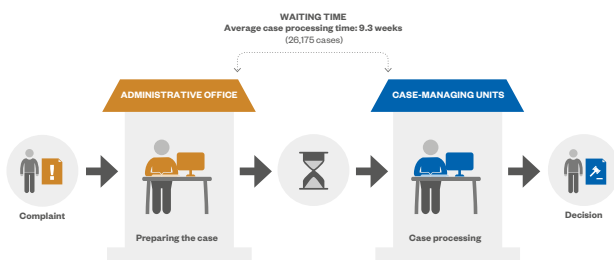 WAITING TIME
Average case processing time: 9.3 weeks
(26,175 cases)
ADMINISTRATIVE OFFICE
CASE-MANAGING UNITS
Complaint
Preparing the case
Case processing
Decision